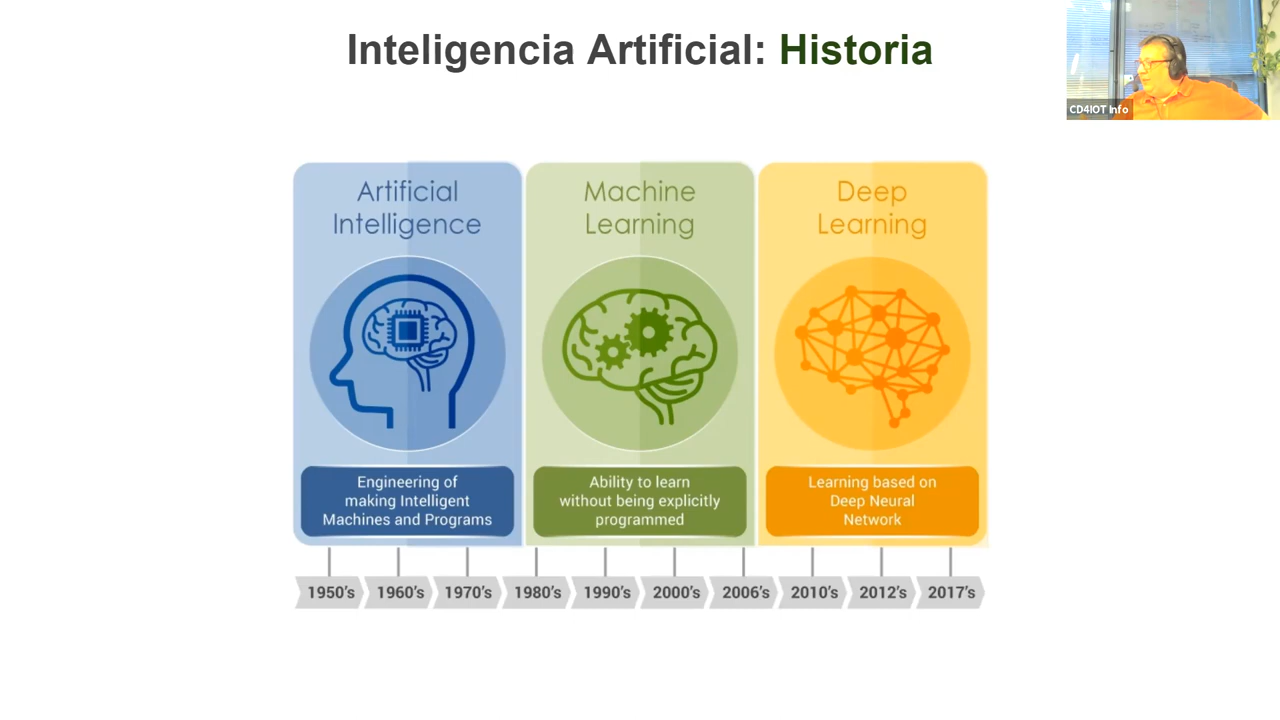 Inteligencia Artificial: Historia
CD4IOT Info
Artificial
Intelligence
Machine
Learning
Deep
Learning
Engineering of
making Intelligent
Machines and Programs
Ability to learn
without being explicitly
programmed
Learning based on
Deep Neural
Network
1950's 1960's 1970's 1980's 1990's 2000's 2006's 2010's 2012's 2017's